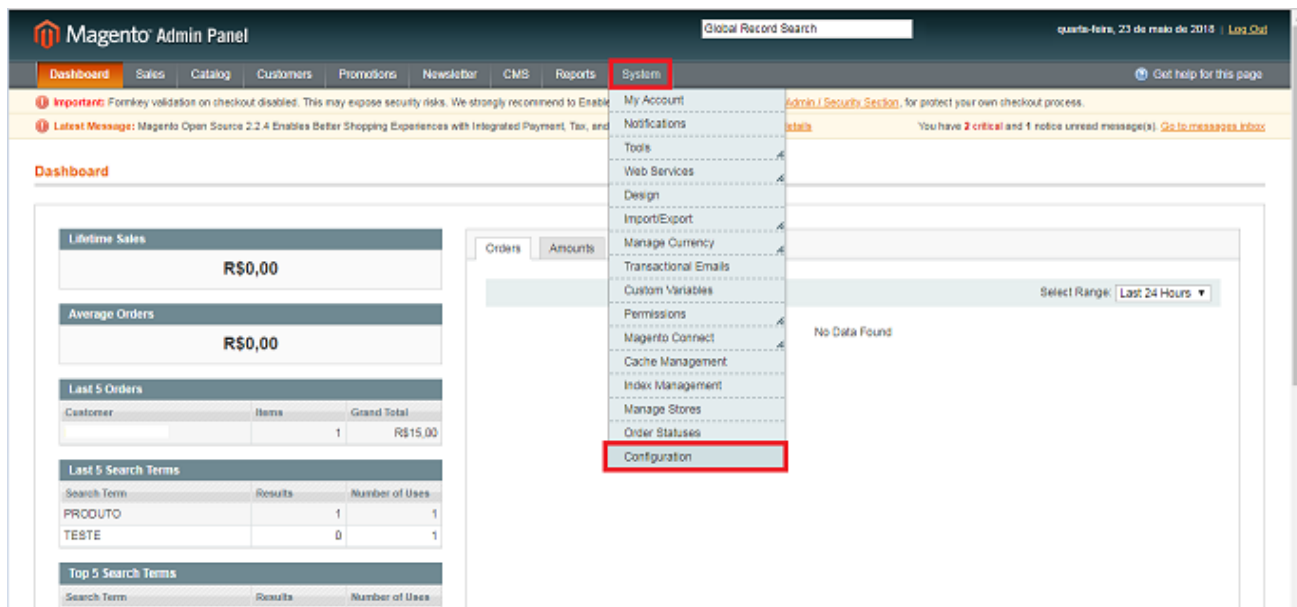 Magento Admin Panel
Global Record Search
quarta-feira, 23 de maio de 2018 | Log Out
Dashboard Sales Catalog Customers Promotions Newsletter CMS Reports System
Get help for this page
Important: Formkey validation on checkout disabled. This may expose security risks. We strongly recommend to Enable Admin / Security Section, for protect your own checkout process.
Latest Message: Magento Open Source 2.2.4 Enables Better Shopping Experiences with Integrated Payment, Tax, and etails You have 2 critical and 1 notice unread message(s). Go to messages inbox
My Account
Notifications
Tools
Web Services
Design
Import/Export
Manage Currency
Transactional Emails
Custom Variables
Permissions
Magento Connect
Cache Management
Index Management
Manage Stores
Order Statuses
Configuration
Dashboard
Lifetime Sales
R$0,00
Average Orders
R$0,00
Last 5 Orders
Customer Items Grand Total
1 R$15,00
Last 5 Search Terms
Search Term Results Number of Uses
PRODUTO 1 1
TESTE 0 1
Top 5 Search Terms
Search Term Results Number of Uses
Orders Amounts
Select Range: Last 24 Hours ▼
No Data Found